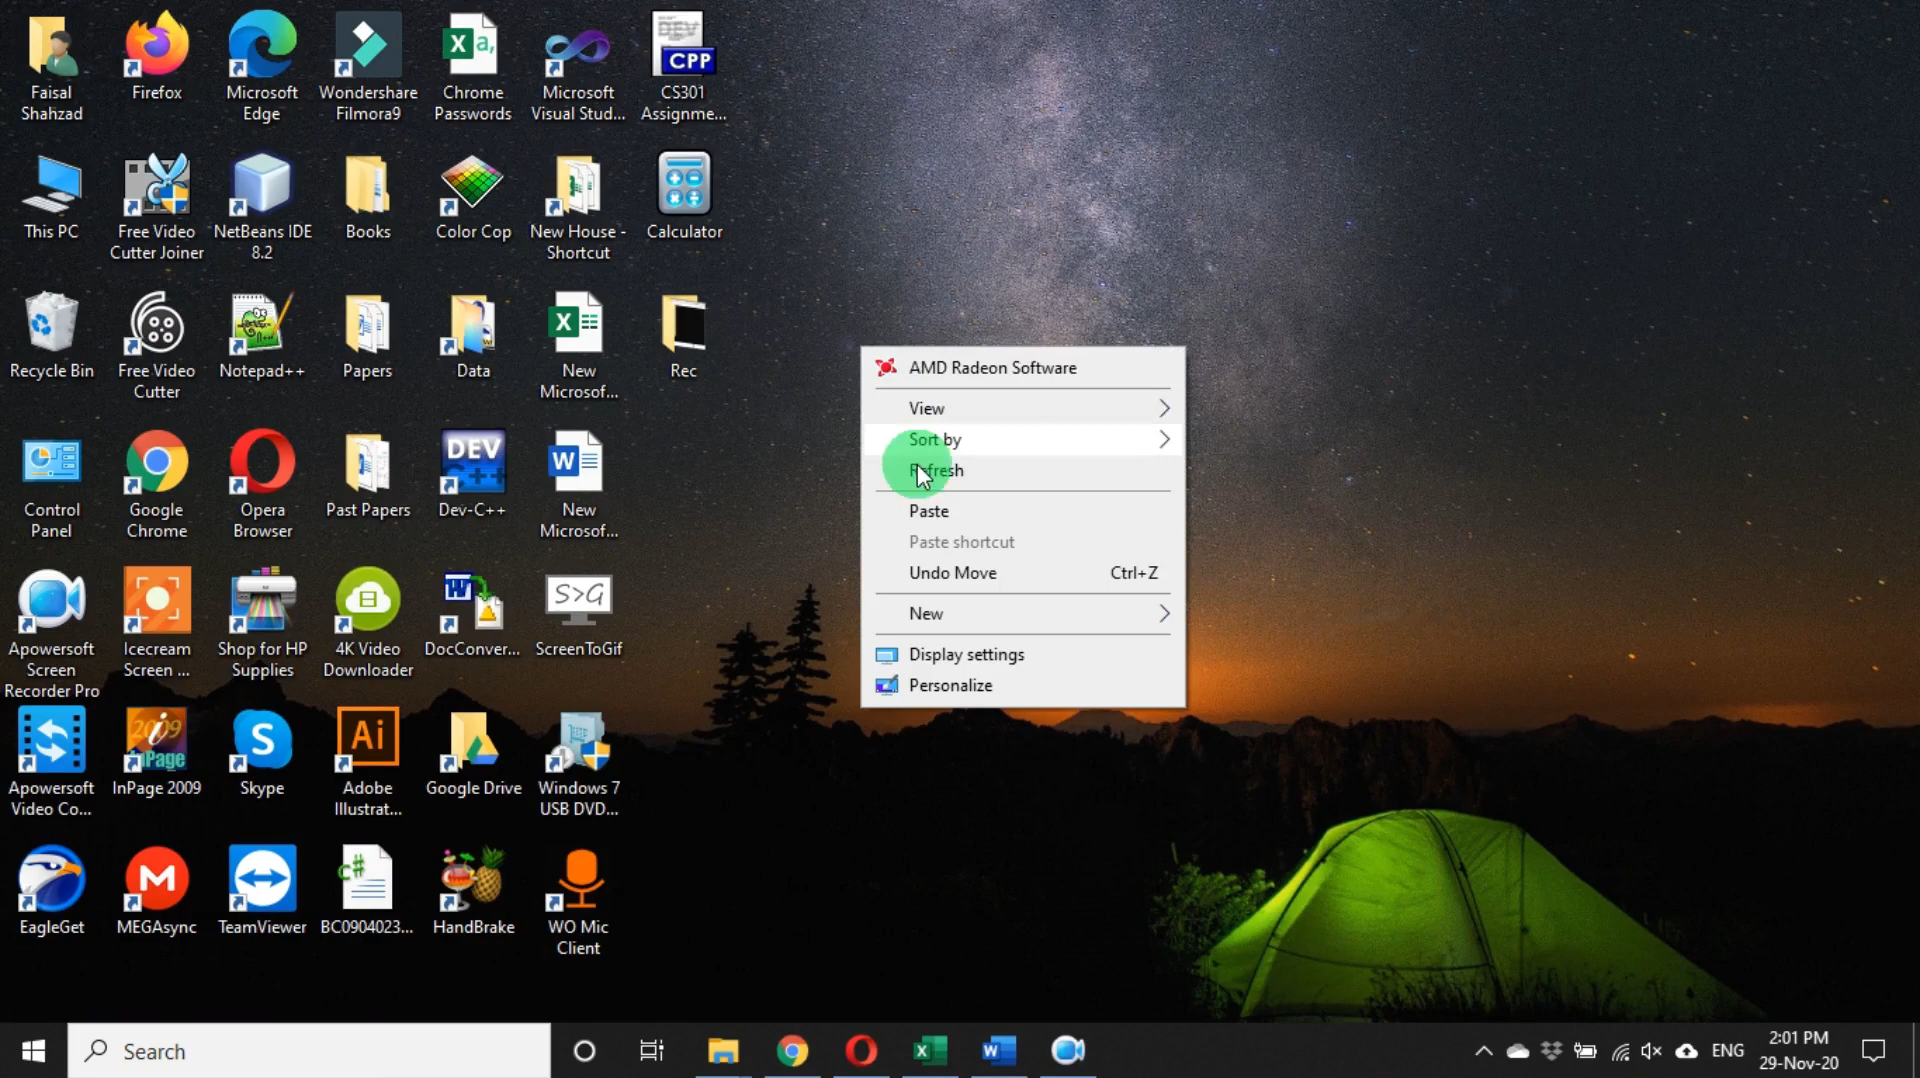 Faisal
Shahzad
Firefox
Microsoft
Edge
Wondershare
Filmora9
X a,
Chrome
Passwords
Microsoft
Visual Stud...
DEV
CPP
CS301
Assignme...
This PC
Free Video
Cutter Joiner
NetBeans IDE
8.2
Books
Color Cop
New House -
Shortcut
Calculator
Recycle Bin
Free Video
Cutter
Notepad++
Papers
Data
X
New
Microsof...
Rec
Control
Panel
Google
Chrome
Opera
Browser
Past Papers
DEV
C++
Dev-C++
W
New
Microsof...
Apowersoft
Screen
Recorder Pro
Icecream
Screen ...
Shop for HP
Supplies
4K Video
Downloader
W
DocConver...
S>G
ScreenToGif
Apowersoft
Video Co...
2009
inPage
InPage 2009
S
Skype
Ai
Adobe
Illustrat...
Google Drive
Windows 7
USB DVD...
EagleGet
M
MEGAsync
TeamViewer
C#
BC0904023...
HandBrake
WO Mic
Client
AMD Radeon Software
View
Sort by
Refresh
Paste
Paste shortcut
Undo Move Ctrl+Z
New
Display settings
Personalize
Search
X
W
ENG
2:01 PM
29-Nov-20